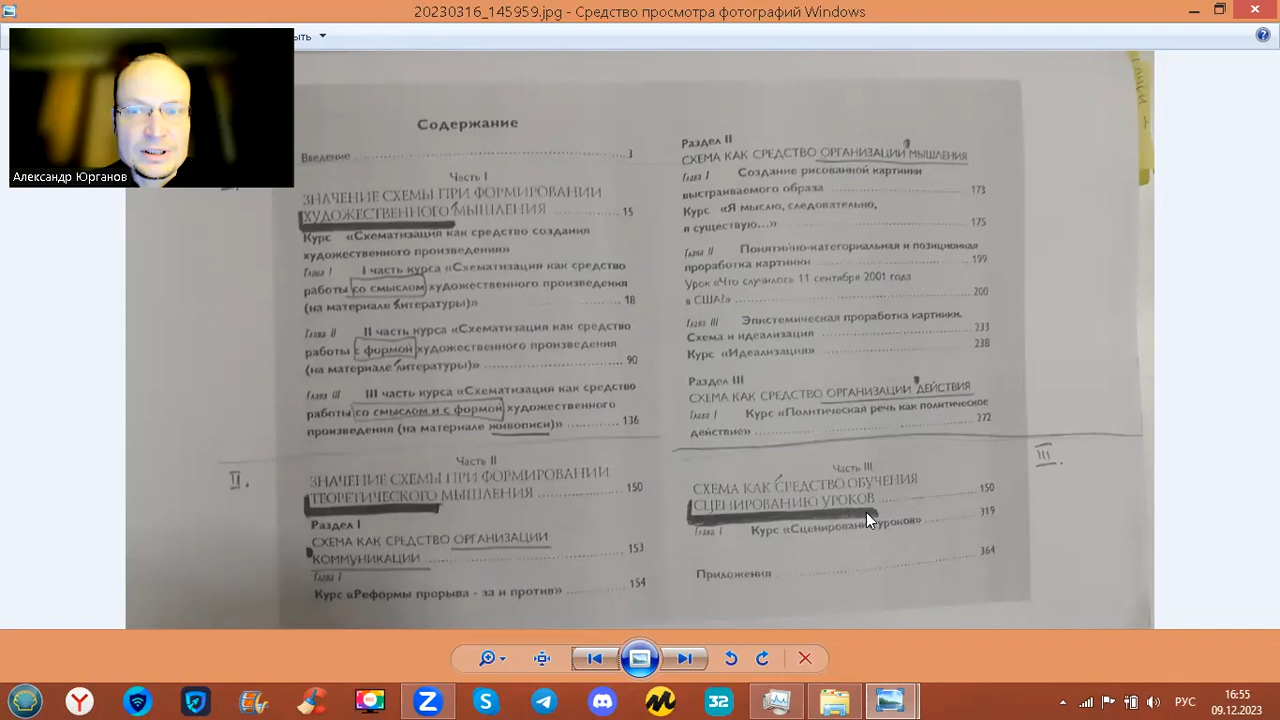 20230316_145959.jpg - Средство просмотра фотографий Windows
ыть
Александр Юрганов
Содержание
Введение 3
Часть I
ЗНАЧЕНИЕ СХЕМЫ ПРИ ФОРМИРОВАНИИ
ХУДОЖЕСТВЕННОГО МЫШЛЕНИЯ 15
Курс «Схематизация как средство создания
художественного произведения»
Глава I I часть курса «Схематизация как средство
работы со смыслом художественного произведения
(на материале литературы)» 18
Глава II II часть курса «Схематизация как средство
работы с формой художественного произведения
(на материале литературы)» 90
Глава III III часть курса «Схематизация как средство
работы со смыслом и с формой художественного
произведения (на материале живописи)» 136
II.
Часть II
ЗНАЧЕНИЕ СХЕМЫ ПРИ ФОРМИРОВАНИИ
ТЕОРЕТИЧЕСКОГО МЫШЛЕНИЯ 150
Раздел I
СХЕМА КАК СРЕДСТВО ОРГАНИЗАЦИИ
КОММУНИКАЦИИ 153
Глава I
Курс «Реформы прорыва - за и против» 154
Раздел II
СХЕМА КАК СРЕДСТВО ОРГАНИЗАЦИИ МЫШЛЕНИЯ
Глава I Создание рисованной картинки
выстраиваемого образа 173
Курс «Я мыслю, следовательно,
я существую...» 175
Глава II Понятийно-категориальная и позиционная
проработка картинки 199
Урок «Что случилось 11 сентября 2001 года
в США?» 200
Глава III Эпистемическая проработка картинки.
Схема и идеализация 233
Курс «Идеализация» 238
Раздел III
СХЕМА КАК СРЕДСТВО ОРГАНИЗАЦИИ ДЕЙСТВИЯ
Глава I Курс «Политическая речь как политическое
действие» 272
III.
Часть III
СХЕМА КАК СРЕДСТВО ОБУЧЕНИЯ
СЦЕНИРОВАНИЮ УРОКОВ 150
Глава I Курс «Сценирование уроков» 319
Приложения 364
32
РУС
16:55
09.12.2023